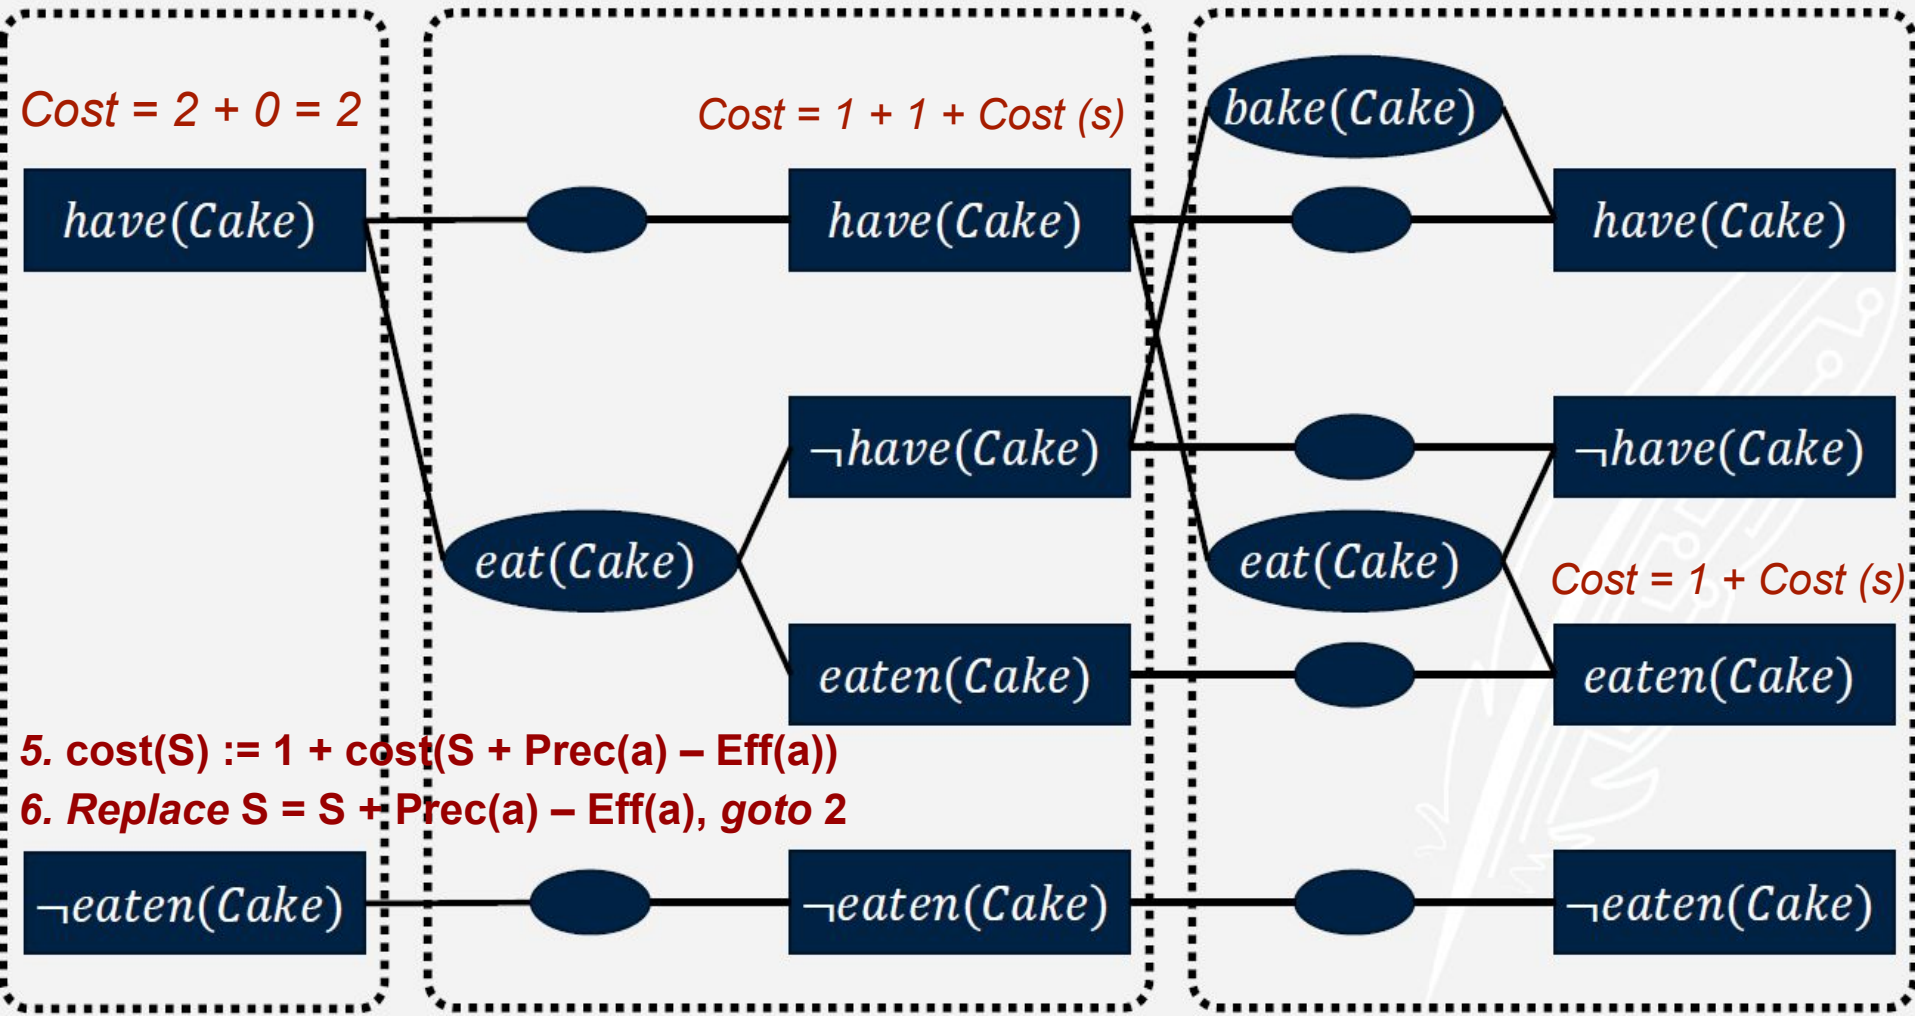 Cost = 2 + 0 = 2
Cost = 1 + 1 + Cost (s)
bake(Cake)
have(Cake)
have(Cake)
have(Cake)
¬have(Cake)
¬have(Cake)
eat(Cake)
eat(Cake)
Cost = 1 + Cost (s)
eaten(Cake)
eaten(Cake)
5. cost(S) := 1 + cost(S + Prec(a) – Eff(a))
6. Replace S = S + Prec(a) – Eff(a), goto 2
¬eaten(Cake)
¬eaten(Cake)
¬eaten(Cake)